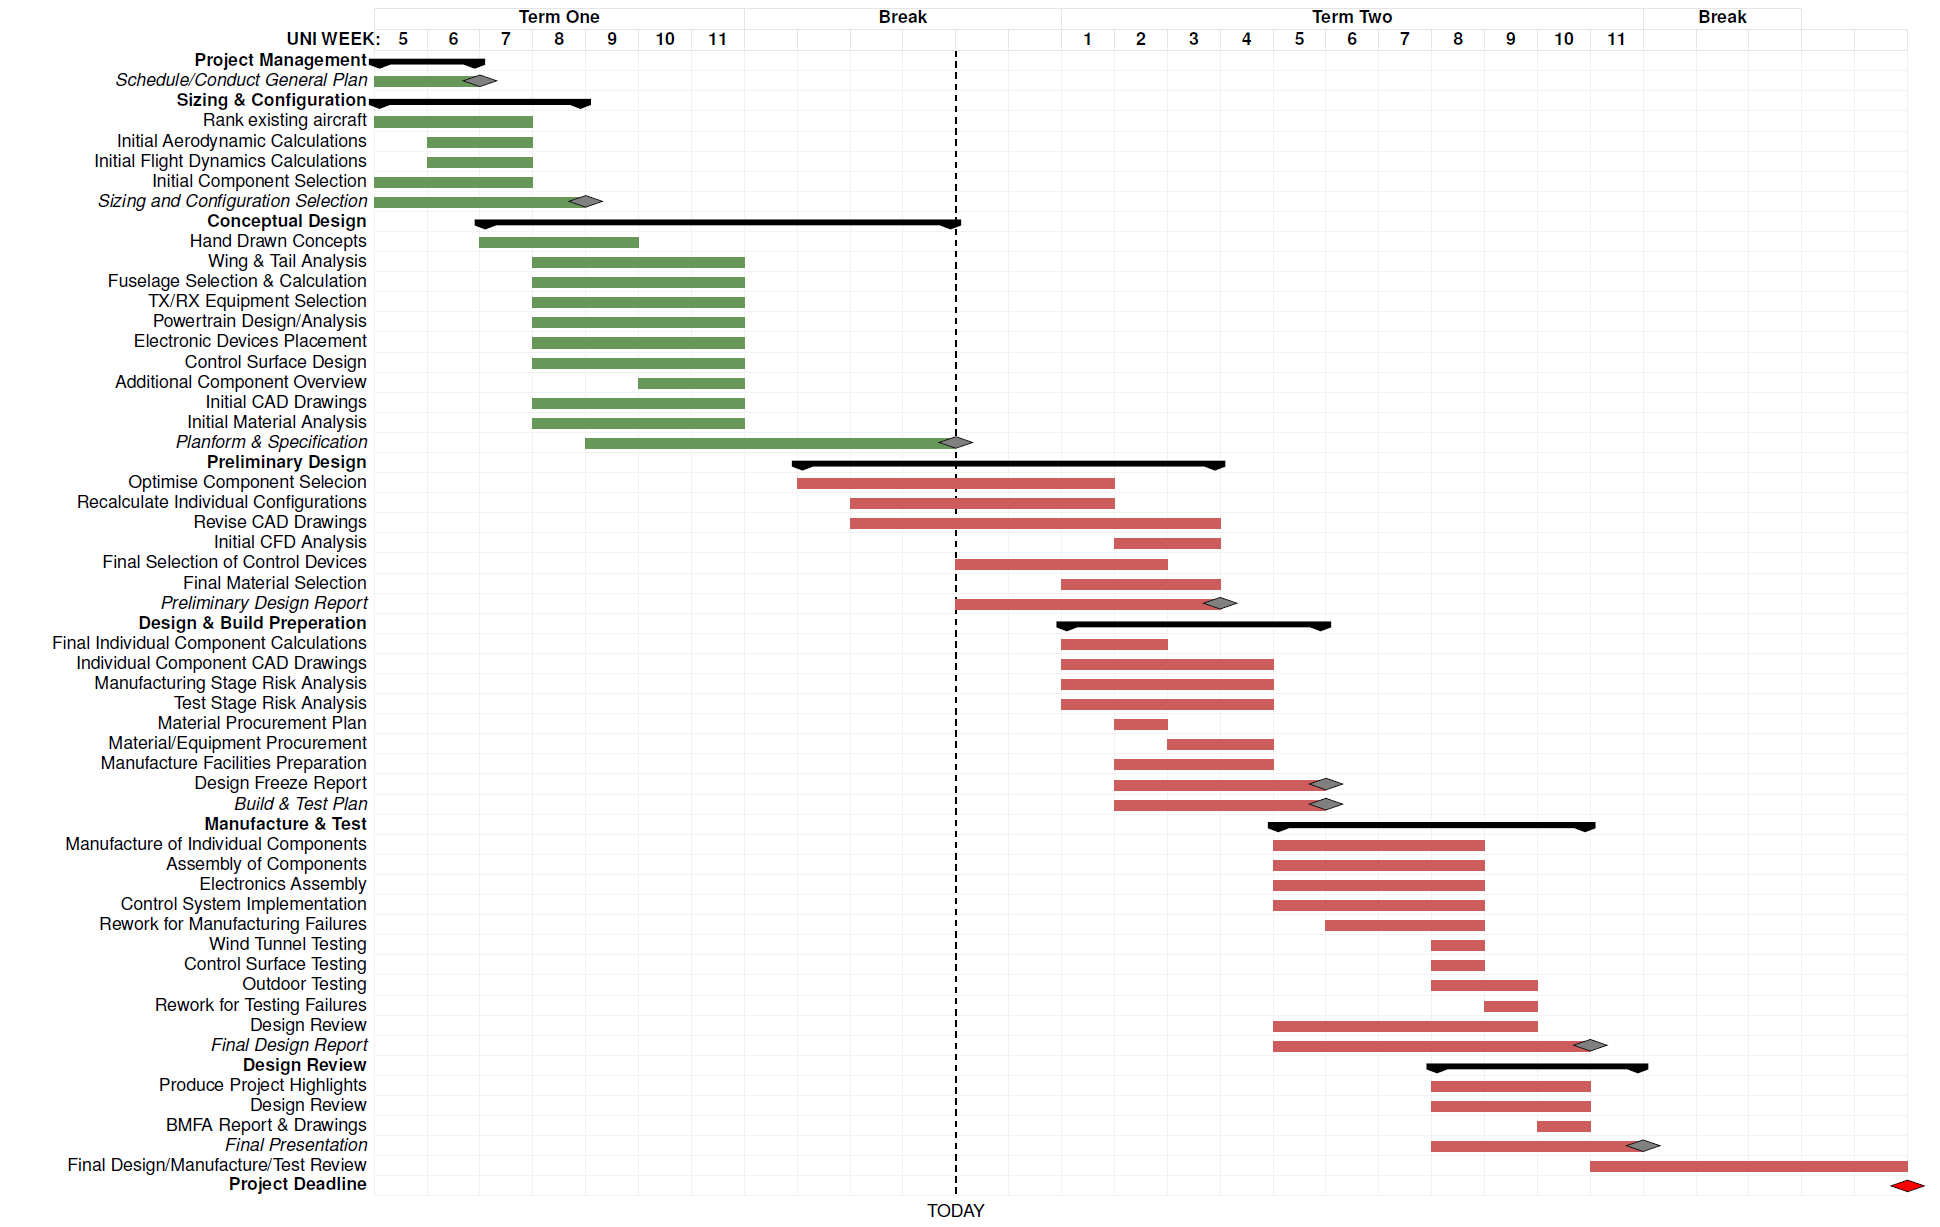 Term One Break Term Two Break
UNI WEEK: 5 6 7 8 9 10 11 1 2 3 4 5 6 7 8 9 10 11
Project Management
Schedule/Conduct General Plan
Sizing & Configuration
Rank existing aircraft
Initial Aerodynamic Calculations
Initial Flight Dynamics Calculations
Initial Component Selection
Sizing and Configuration Selection
Conceptual Design
Hand Drawn Concepts
Wing & Tail Analysis
Fuselage Selection & Calculation
TX/RX Equipment Selection
Powertrain Design/Analysis
Electronic Devices Placement
Control Surface Design
Additional Component Overview
Initial CAD Drawings
Initial Material Analysis
Planform & Specification
Preliminary Design
Optimise Component Selecion
Recalculate Individual Configurations
Revise CAD Drawings
Initial CFD Analysis
Final Selection of Control Devices
Final Material Selection
Preliminary Design Report
Design & Build Preperation
Final Individual Component Calculations
Individual Component CAD Drawings
Manufacturing Stage Risk Analysis
Test Stage Risk Analysis
Material Procurement Plan
Material/Equipment Procurement
Manufacture Facilities Preparation
Design Freeze Report
Build & Test Plan
Manufacture & Test
Manufacture of Individual Components
Assembly of Components
Electronics Assembly
Control System Implementation
Rework for Manufacturing Failures
Wind Tunnel Testing
Control Surface Testing
Outdoor Testing
Rework for Testing Failures
Design Review
Final Design Report
Design Review
Produce Project Highlights
Design Review
BMFA Report & Drawings
Final Presentation
Final Design/Manufacture/Test Review
Project Deadline
TODAY